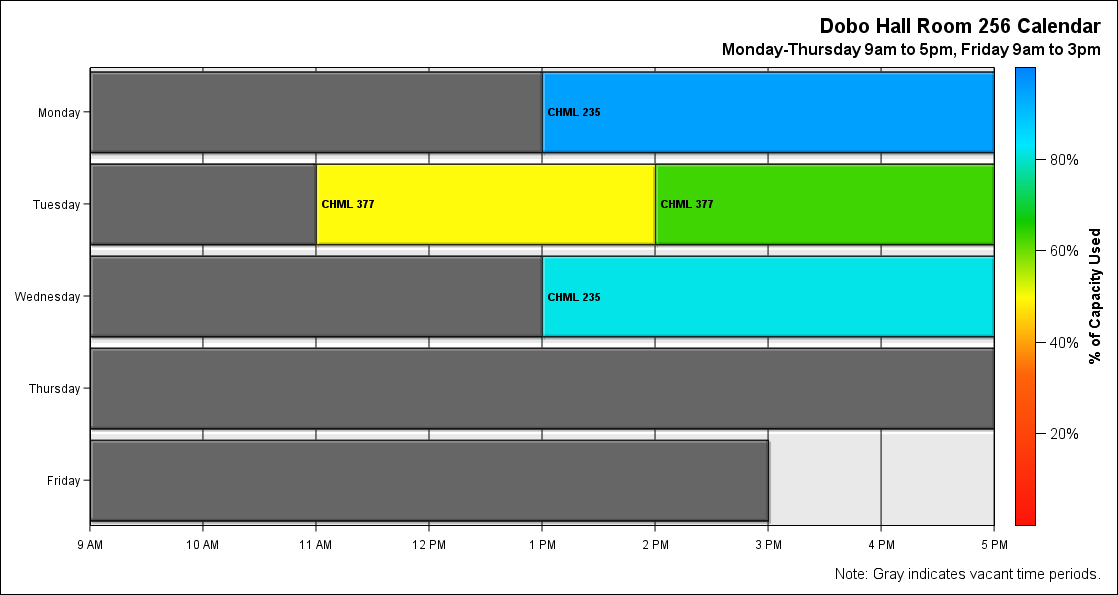 Dobo Hall Room 256 Calendar
Monday-Thursday 9am to 5pm, Friday 9am to 3pm
Monday
CHML 235
Tuesday
CHML 377
CHML 377
Wednesday
CHML 235
Thursday
Friday
9 AM
10 AM
11 AM
12 PM
1 PM
2 PM
3 PM
4 PM
5 PM
80%
60%
40%
20%
% of Capacity Used
Note: Gray indicates vacant time periods.